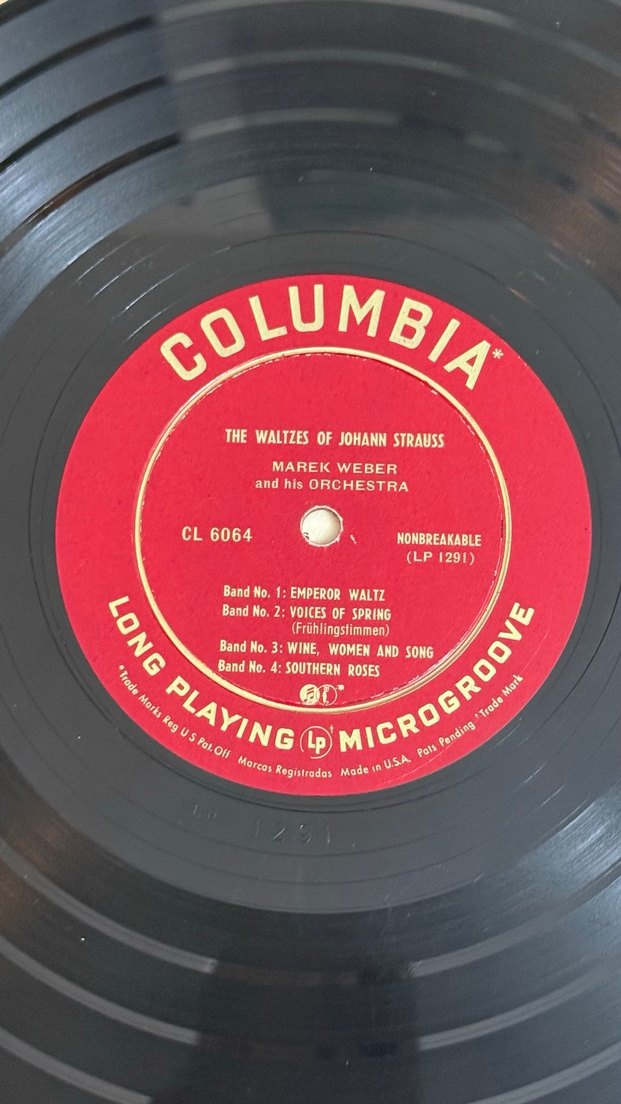 COLUMBIA*
THE WALTZES OF JOHANN STRAUSS
MAREK WEBER
and his ORCHESTRA
CL 6064
NONBREAKABLE
(LP 1291)
Band No. 1: EMPEROR WALTZ
Band No. 2: VOICES OF SPRING
(Frühlingstimmen)
Band No. 3: WINE, WOMEN AND SONG
Band No. 4: SOUTHERN ROSES
LONG PLAYING Lp† MICROGROOVE
*Trade Marks Reg U S Pat. Off Marcas Registradas Made in U.S.A. Pats Pending †Trade Mark
LP 1291